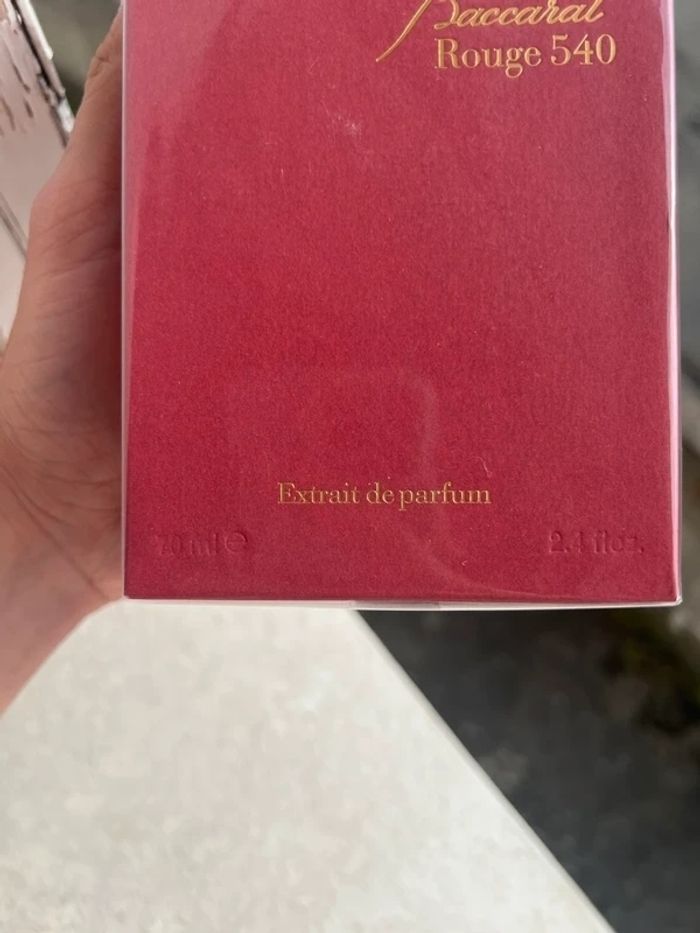 Baccarat
Rouge 540
Extrait de parfum
70 ml ℮ 2.4 fl oz.